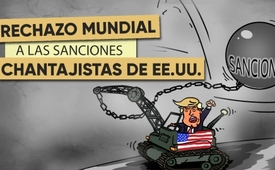 RECHAZO MUNDIAL
A LAS SANCIONES
CHANTAJISTAS DE EE.UU.
SANCION